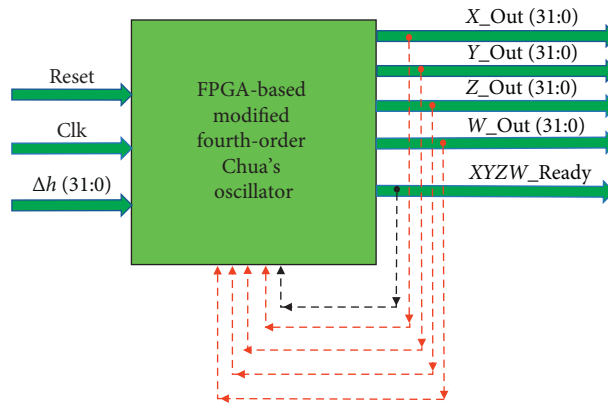 Reset
Clk
Δh (31:0)
FPGA-based
modified
fourth-order
Chua's
oscillator
X_Out (31:0)
Y_Out (31:0)
Z_Out (31:0)
W_Out (31:0)
XYZW_Ready